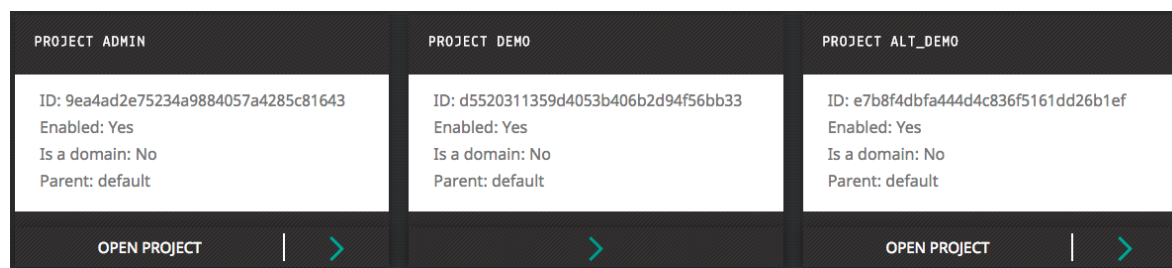 PROJECT ADMIN
ID: 9ea4ad2e75234a9884057a4285c81643
Enabled: Yes
Is a domain: No
Parent: default
OPEN PROJECT
PROJECT DEMO
ID: d5520311359d4053b406b2d94f56bb33
Enabled: Yes
Is a domain: No
Parent: default
PROJECT ALT_DEMO
ID: e7b8f4dbfa444d4c836f5161dd26b1ef
Enabled: Yes
Is a domain: No
Parent: default
OPEN PROJECT